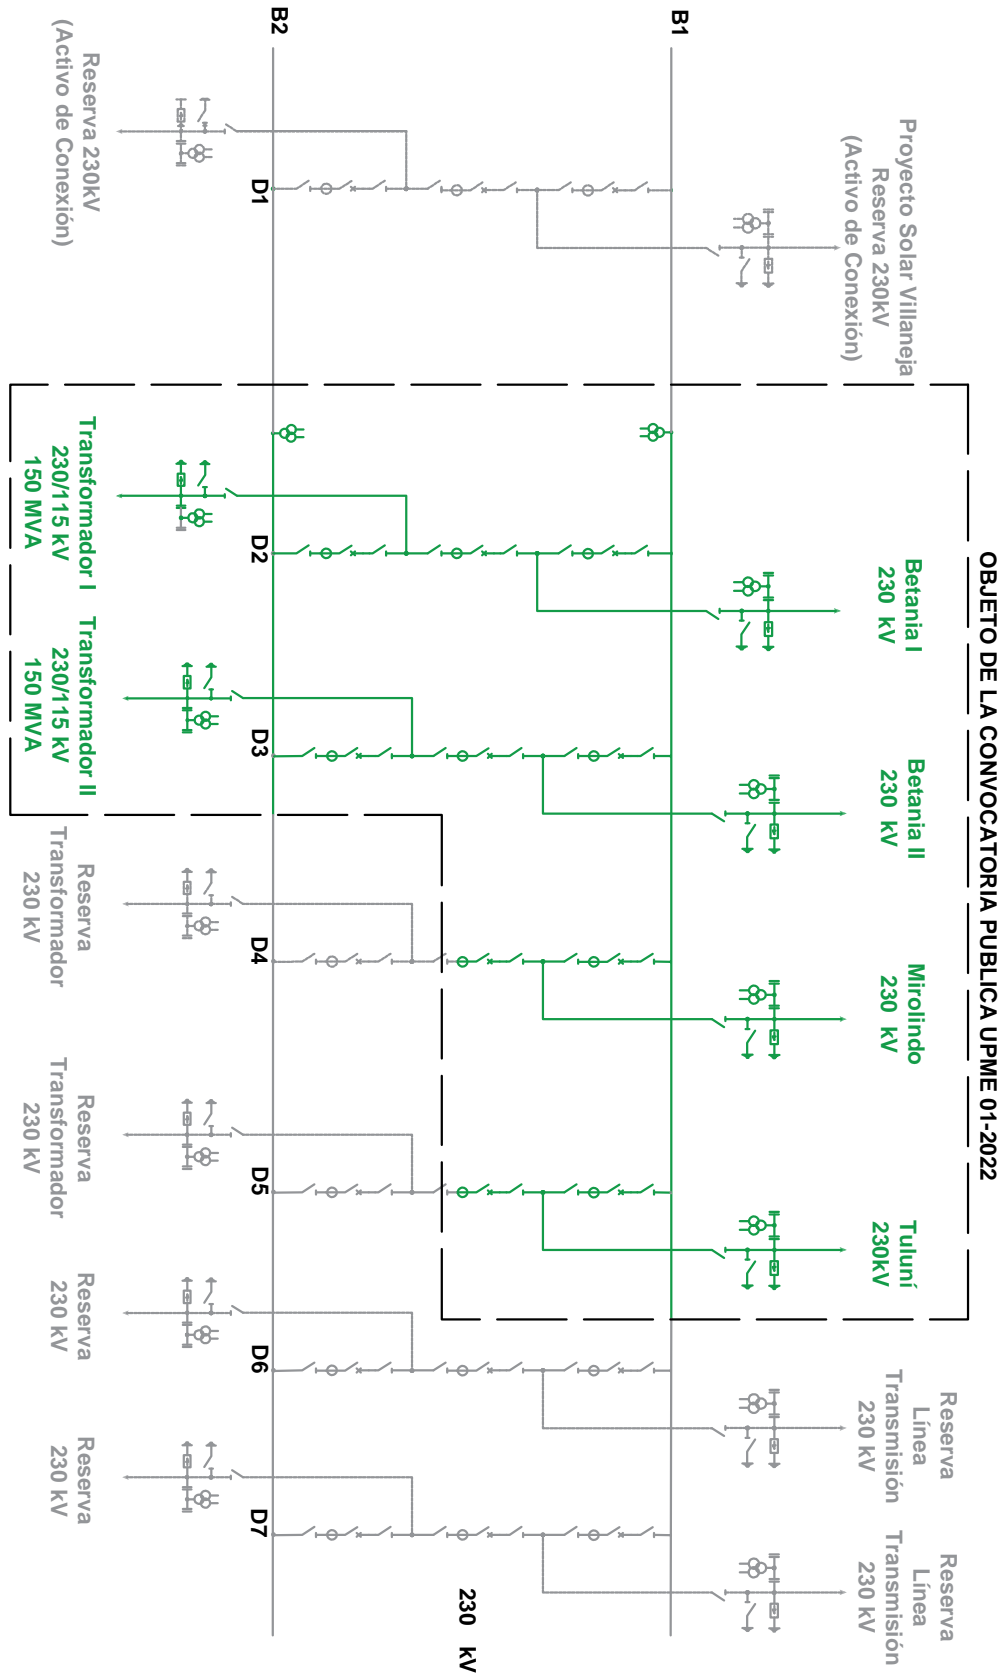 OBJETO DE LA CONVOCATORIA PUBLICA UPME 01-2022
Proyecto Solar Villaneja
Reserva 230kV
(Activo de Conexión)
Betania I
230 kV
Betania II
230 kV
Mirolindo
230 kV
Tuluní
230kV
Reserva
Línea
Transmisión
230 kV
Reserva
Línea
Transmisión
230 kV
B1
230 kV
B2
D1
D2
D3
D4
D5
D6
D7
Reserva 230kV
(Activo de Conexión)
Transformador I
230/115 kV
150 MVA
Transformador II
230/115 kV
150 MVA
Reserva
Transformador
230 kV
Reserva
Transformador
230 kV
Reserva
230 kV
Reserva
230 kV